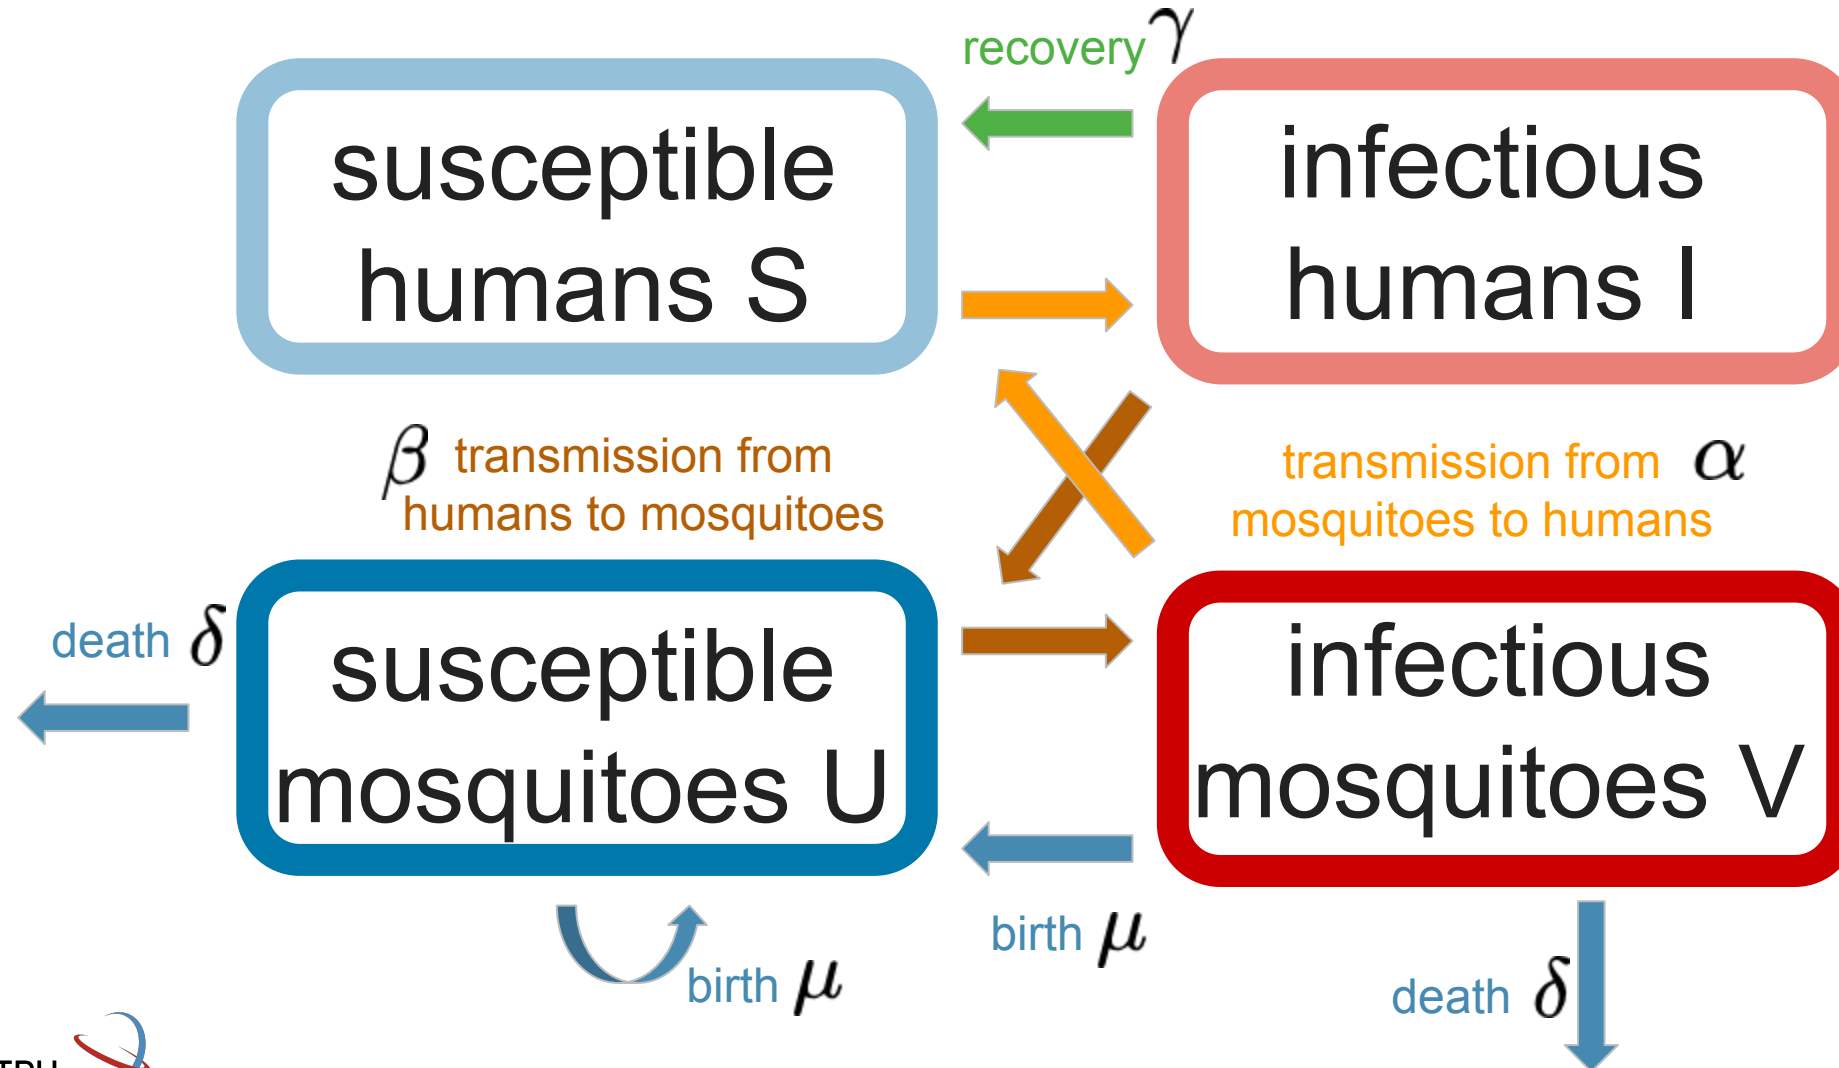 recovery γ
susceptible
humans S
infectious
humans I
β transmission from
humans to mosquitoes
transmission from α
mosquitoes to humans
death δ
susceptible
mosquitoes U
infectious
mosquitoes V
birth μ
birth μ
death δ